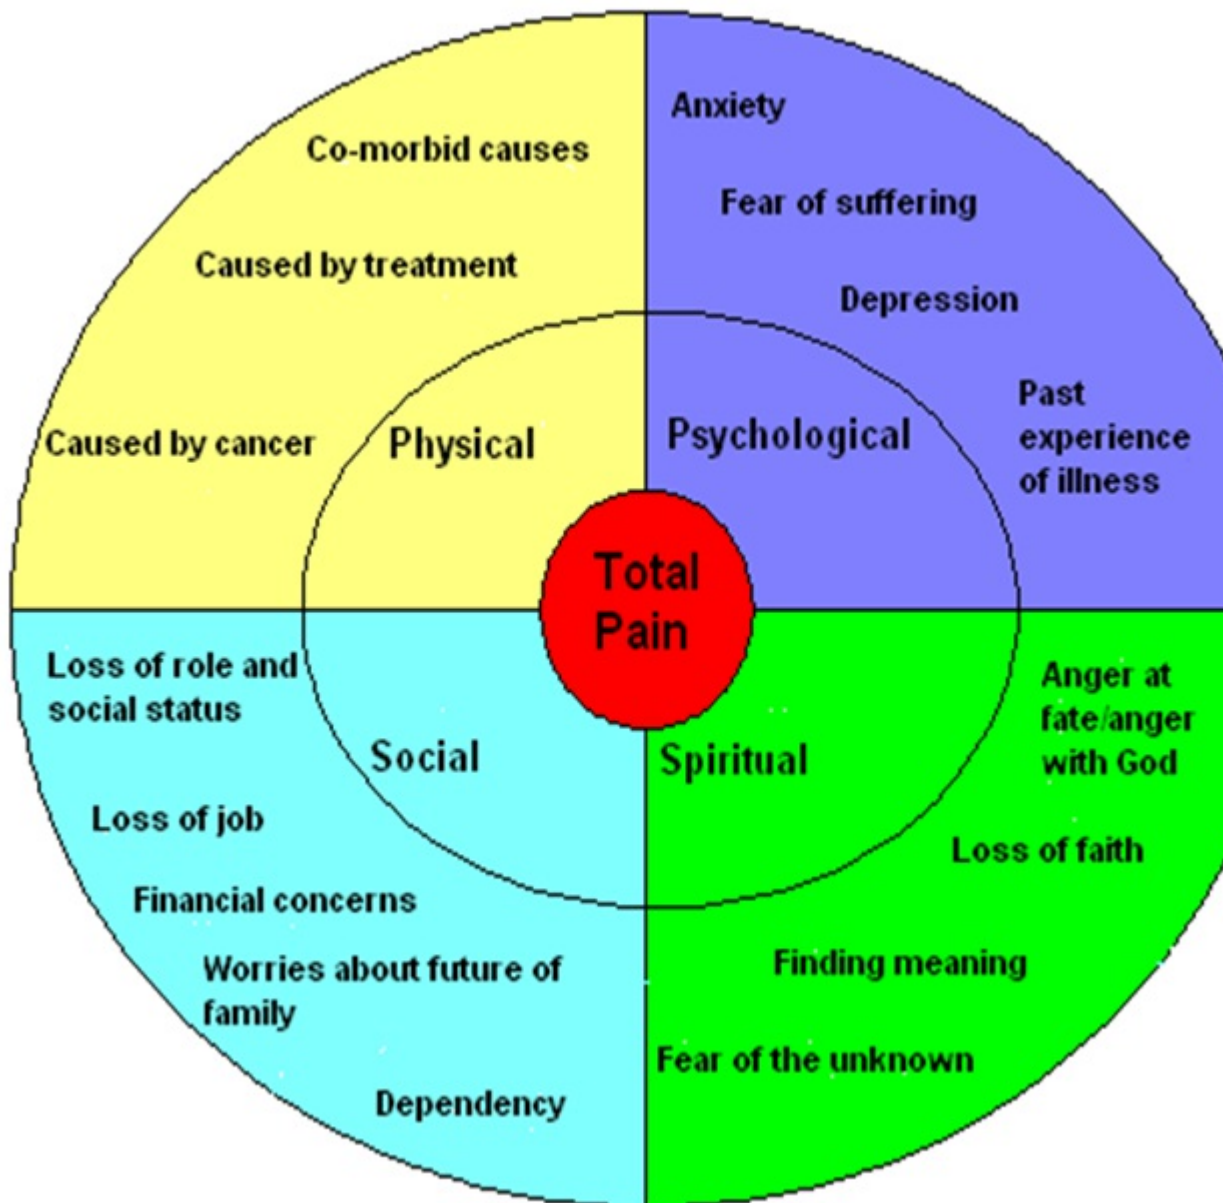 Co-morbid causes
Caused by treatment
Caused by cancer
Physical
Anxiety
Fear of suffering
Depression
Past
experience
of illness
Psychological
Total
Pain
Loss of role and
social status
Social
Loss of job
Financial concerns
Worries about future of
family
Dependency
Spiritual
Anger at
fate/anger
with God
Loss of faith
Finding meaning
Fear of the unknown